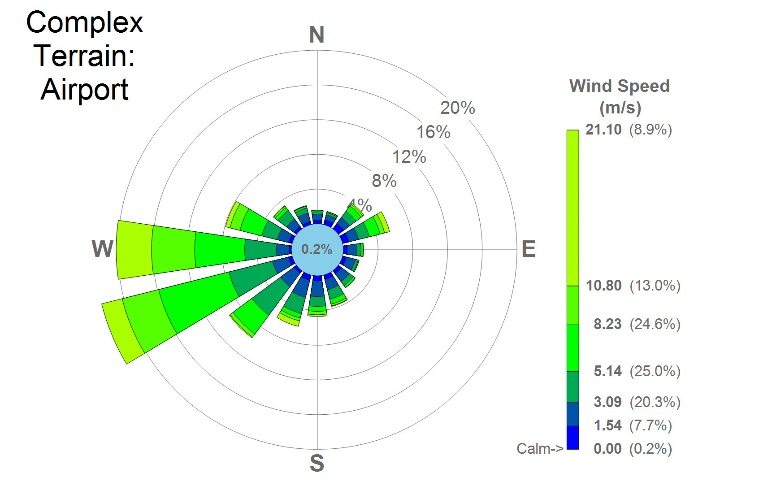 Complex
Terrain:
Airport
N
20%
16%
12%
8%
4%
W
0.2%
E
S
Wind Speed
(m/s)
21.10 (8.9%)
10.80 (13.0%)
8.23 (24.6%)
5.14 (25.0%)
3.09 (20.3%)
1.54 (7.7%)
Calm-> 0.00 (0.2%)